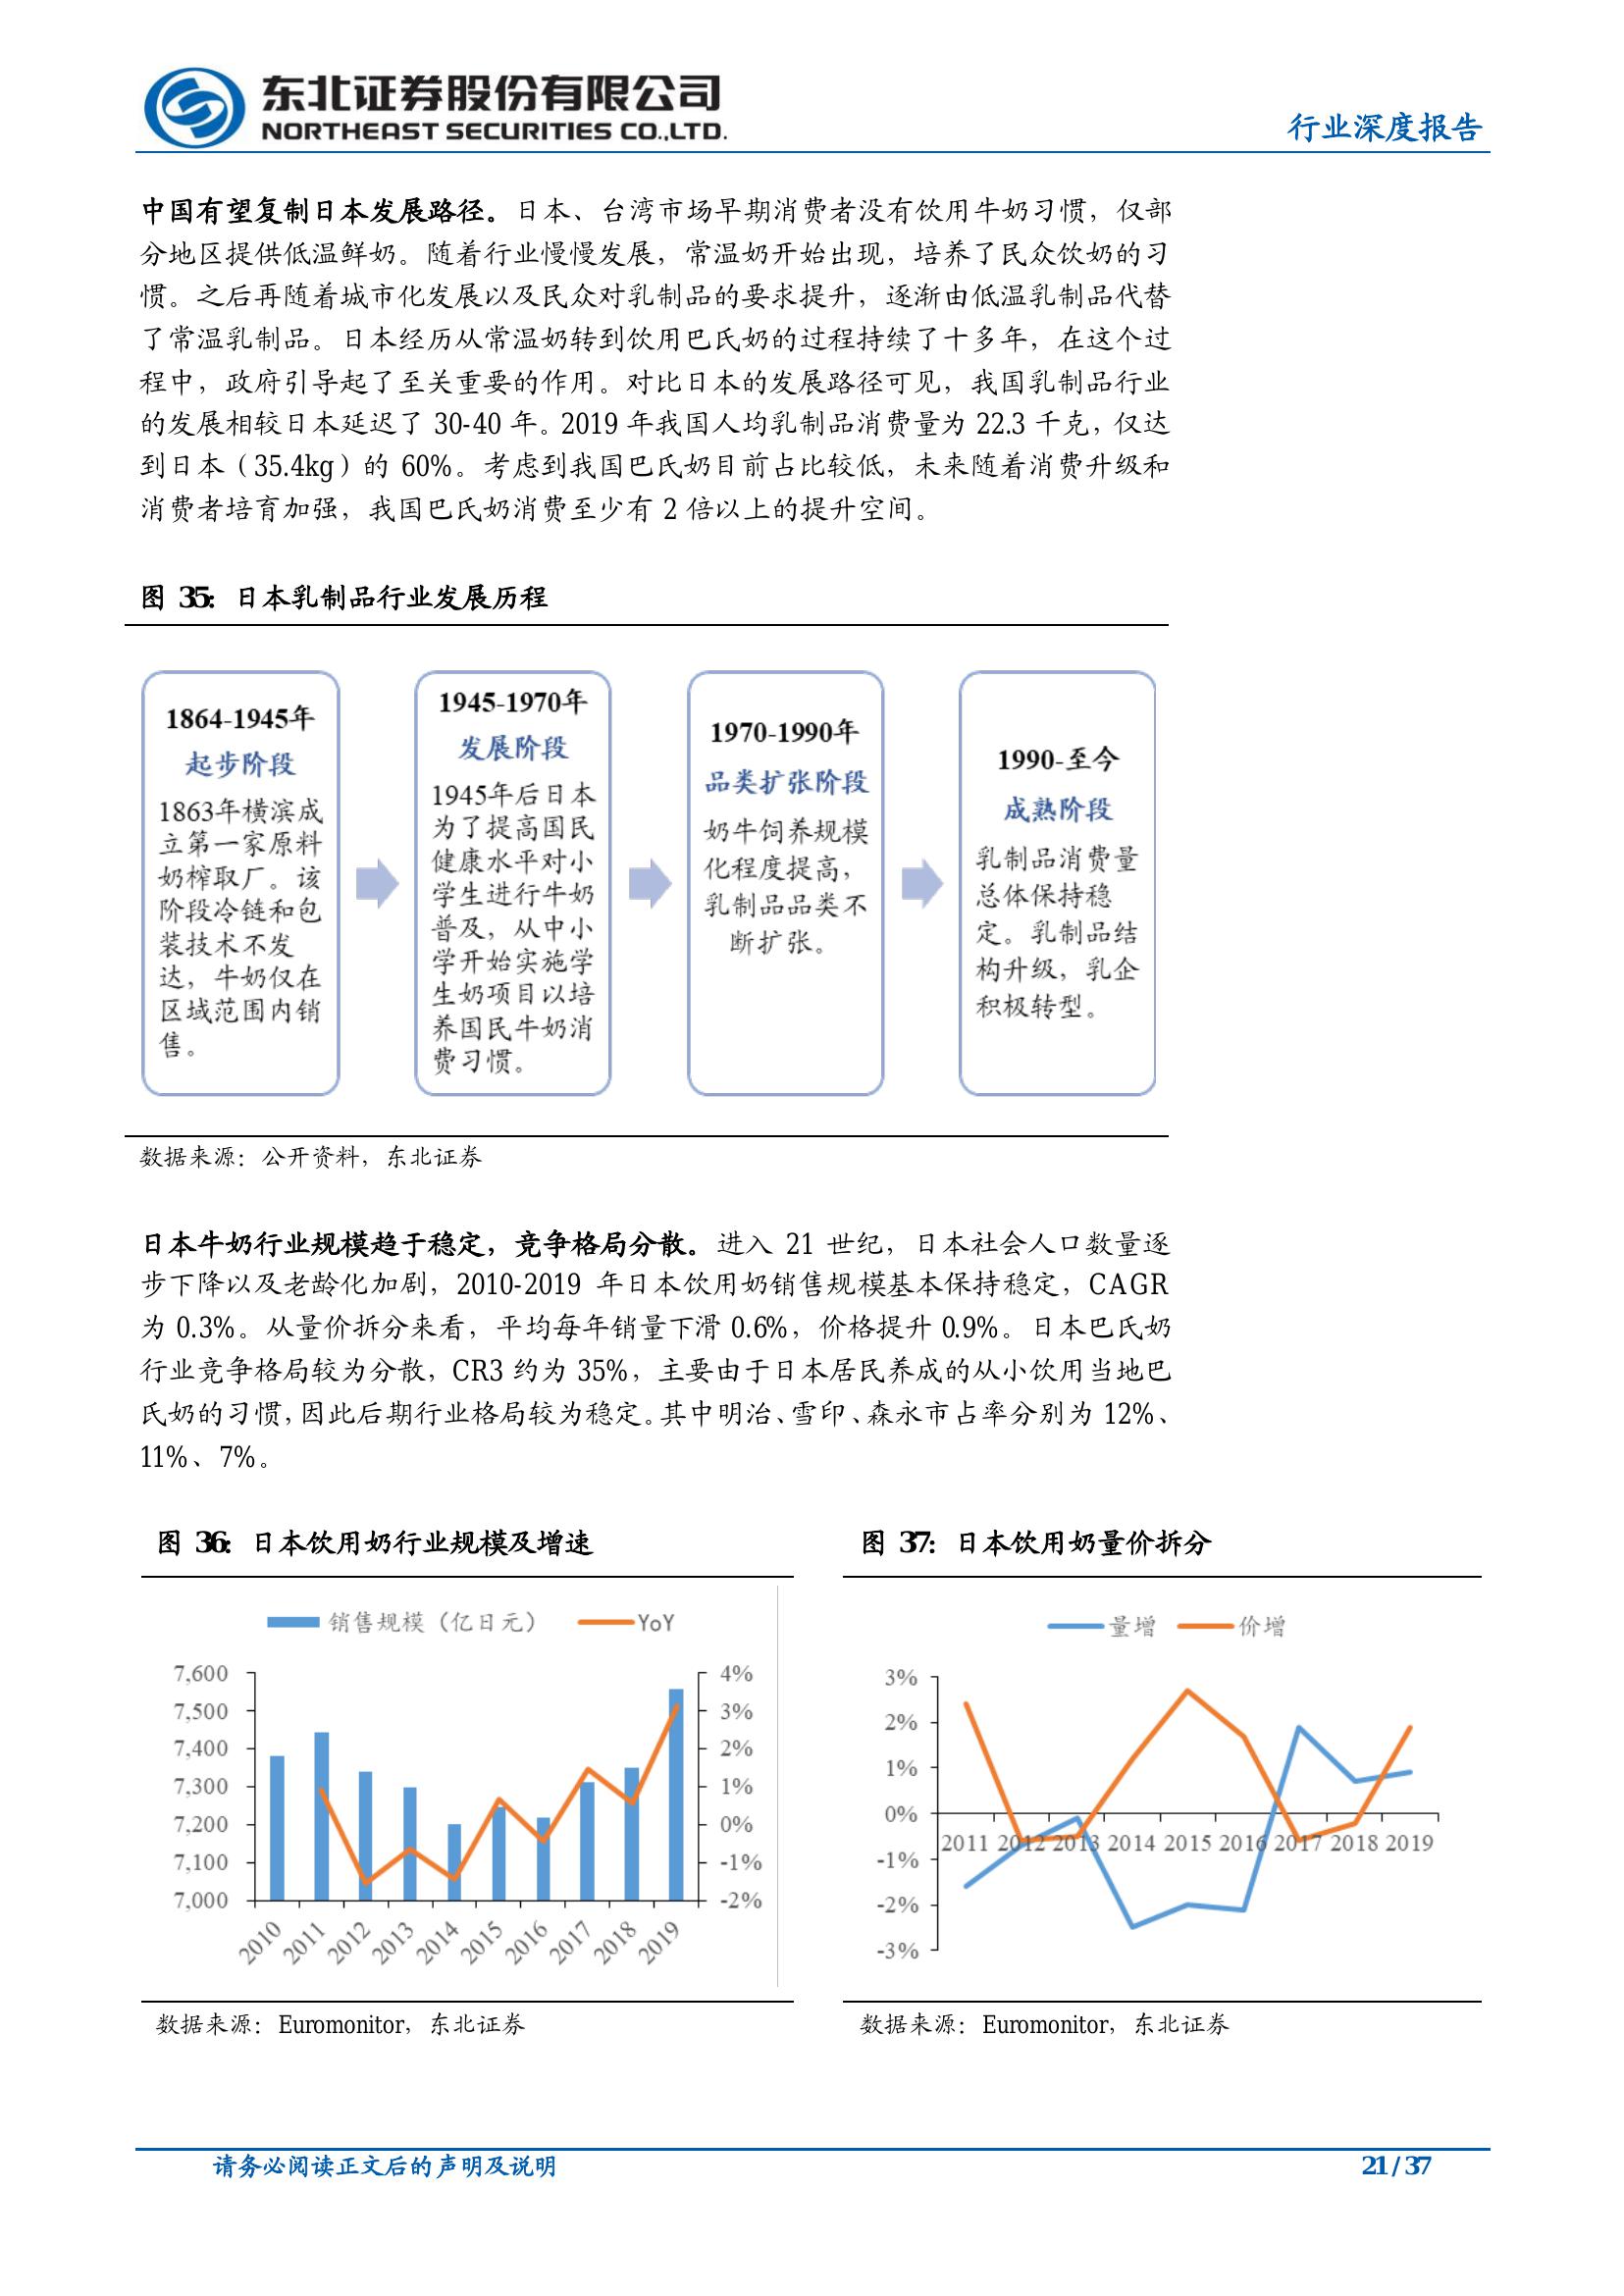 东北证券股份有限公司
NORTHEAST SECURITIES CO.,LTD.
行业深度报告
中国有望复制日本发展路径。日本、台湾市场早期消费者没有饮用牛奶习惯，仅部
分地区提供低温鲜奶。随着行业慢慢发展，常温奶开始出现，培养了民众饮奶的习
惯。之后再随着城市化发展以及民众对乳制品的要求提升，逐渐由低温乳制品代替
了常温乳制品。日本经历从常温奶转到饮用巴氏奶的过程持续了十多年，在这个过
程中，政府引导起了至关重要的作用。对比日本的发展路径可见，我国乳制品行业
的发展相较日本延迟了 30-40 年。2019 年我国人均乳制品消费量为 22.3 千克，仅达
到日本（35.4kg）的 60%。考虑到我国巴氏奶目前占比较低，未来随着消费升级和
消费者培育加强，我国巴氏奶消费至少有 2 倍以上的提升空间。
图 35：日本乳制品行业发展历程
1864-1945年
起步阶段
1863年横滨成
立第一家原料
奶榨取厂。该
阶段冷链和包
装技术不发
达，牛奶仅在
区域范围内销
售。
1945-1970年
发展阶段
1945年后日本
为了提高国民
健康水平对小
学生进行牛奶
普及，从中小
学开始实施学
生奶项目以培
养国民牛奶消
费习惯。
1970-1990年
品类扩张阶段
奶牛饲养规模
化程度提高，
乳制品品类不
断扩张。
1990-至今
成熟阶段
乳制品消费量
总体保持稳
定。乳制品结
构升级，乳企
积极转型。
数据来源：公开资料，东北证券
日本牛奶行业规模趋于稳定，竞争格局分散。进入 21 世纪，日本社会人口数量逐
步下降以及老龄化加剧，2010-2019 年日本饮用奶销售规模基本保持稳定，CAGR
为 0.3%。从量价拆分来看，平均每年销量下滑 0.6%，价格提升 0.9%。日本巴氏奶
行业竞争格局较为分散，CR3 约为 35%，主要由于日本居民养成的从小饮用当地巴
氏奶的习惯，因此后期行业格局较为稳定。其中明治、雪印、森永市占率分别为 12%、
11%、7%。
图 36：日本饮用奶行业规模及增速
销售规模（亿日元） YoY
7,600 4%
7,500 3%
7,400 2%
7,300 1%
7,200 0%
7,100 -1%
7,000 -2%
2010 2011 2012 2013 2014 2015 2016 2017 2018 2019
数据来源：Euromonitor，东北证券
图 37：日本饮用奶量价拆分
量增 价增
3%
2%
1%
0%
2011 2012 2013 2014 2015 2016 2017 2018 2019
-1%
-2%
-3%
数据来源：Euromonitor，东北证券
请务必阅读正文后的声明及说明
21 / 37